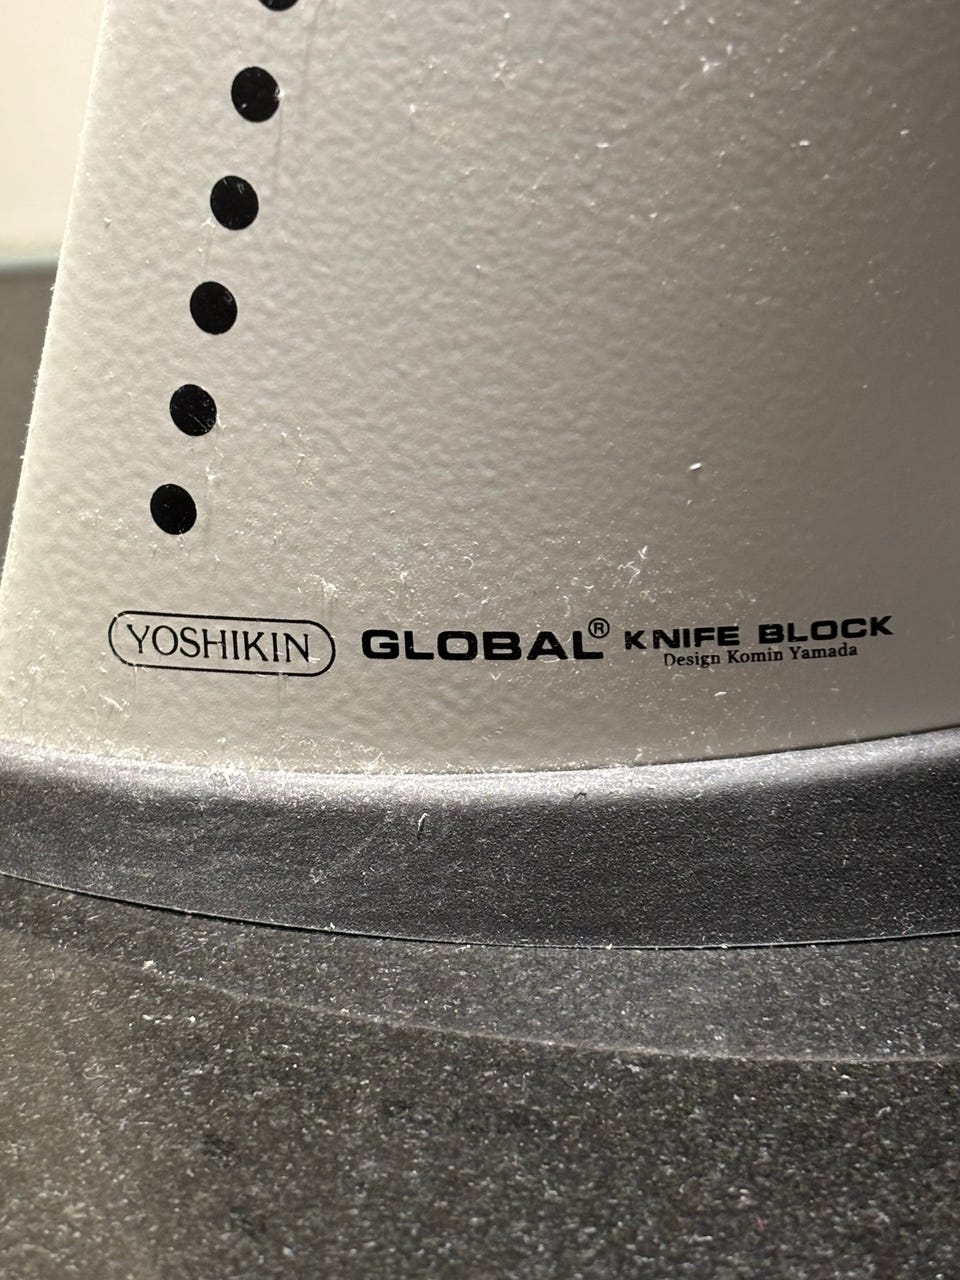 YOSHIKIN GLOBAL® KNIFE BLOCK
Design Komin Yamada